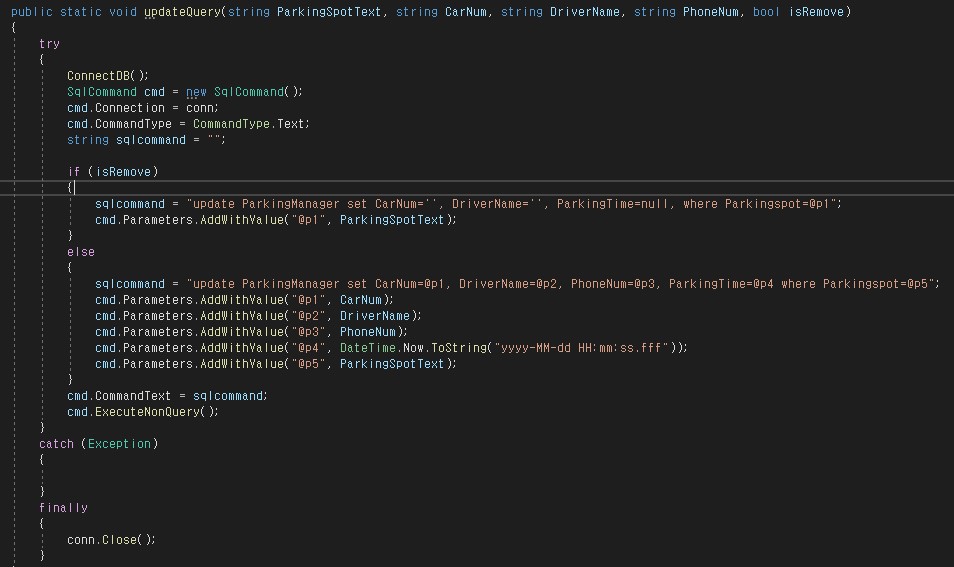 public static void updateQuery(string ParkingSpotText, string CarNum, string DriverName, string PhoneNum, bool isRemove)
{
try
{
ConnectDB();
SqlCommand cmd = new SqlCommand();
cmd.Connection = conn;
cmd.CommandType = CommandType.Text;
string sqlcommand = "";
if (isRemove)
{
sqlcommand = "update ParkingManager set CarNum='', DriverName='', ParkingTime=null, where Parkingspot=@p1";
cmd.Parameters.AddWithValue("@p1", ParkingSpotText);
}
else
{
sqlcommand = "update ParkingManager set CarNum=@p1, DriverName=@p2, PhoneNum=@p3, ParkingTime=@p4 where Parkingspot=@p5";
cmd.Parameters.AddWithValue("@p1", CarNum);
cmd.Parameters.AddWithValue("@p2", DriverName);
cmd.Parameters.AddWithValue("@p3", PhoneNum);
cmd.Parameters.AddWithValue("@p4", DateTime.Now.ToString("yyyy-MM-dd HH:mm:ss.fff"));
cmd.Parameters.AddWithValue("@p5", ParkingSpotText);
}
cmd.CommandText = sqlcommand;
cmd.ExecuteNonQuery();
}
catch (Exception)
{
}
finally
{
conn.Close();
}